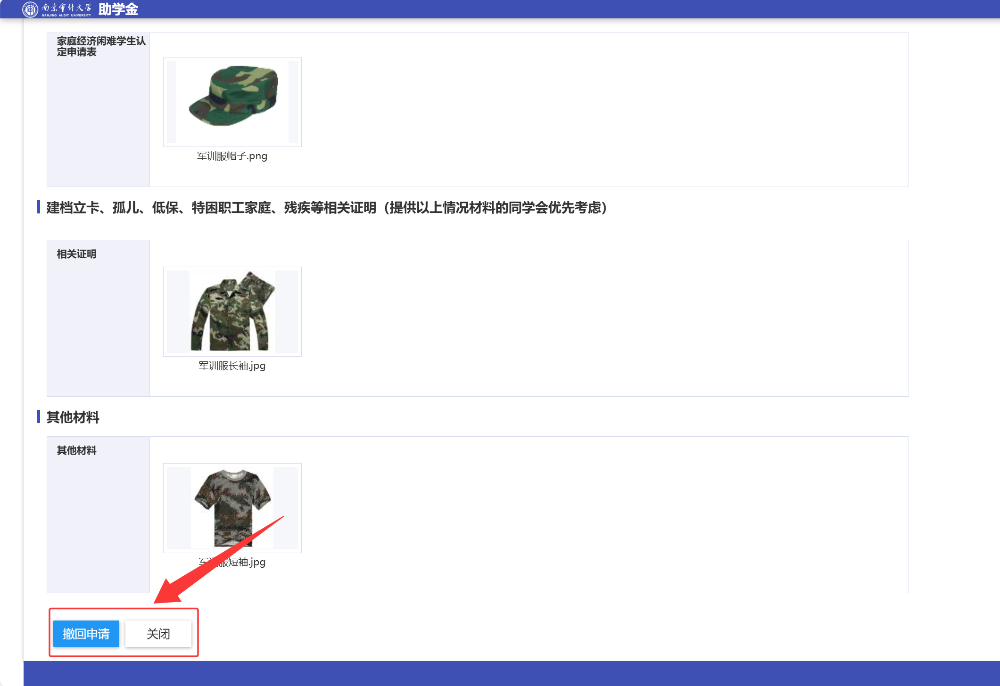 南京审计大学
NANJING AUDIT UNIVERSITY
助学金
家庭经济闲难学生认
定申请表
军训服帽子.png
建档立卡、孤儿、低保、特困职工家庭、残疾等相关证明（提供以上情况材料的同学会优先考虑）
相关证明
军训服长袖.jpg
其他材料
其他材料
军训服短袖.jpg
撤回申请
关闭